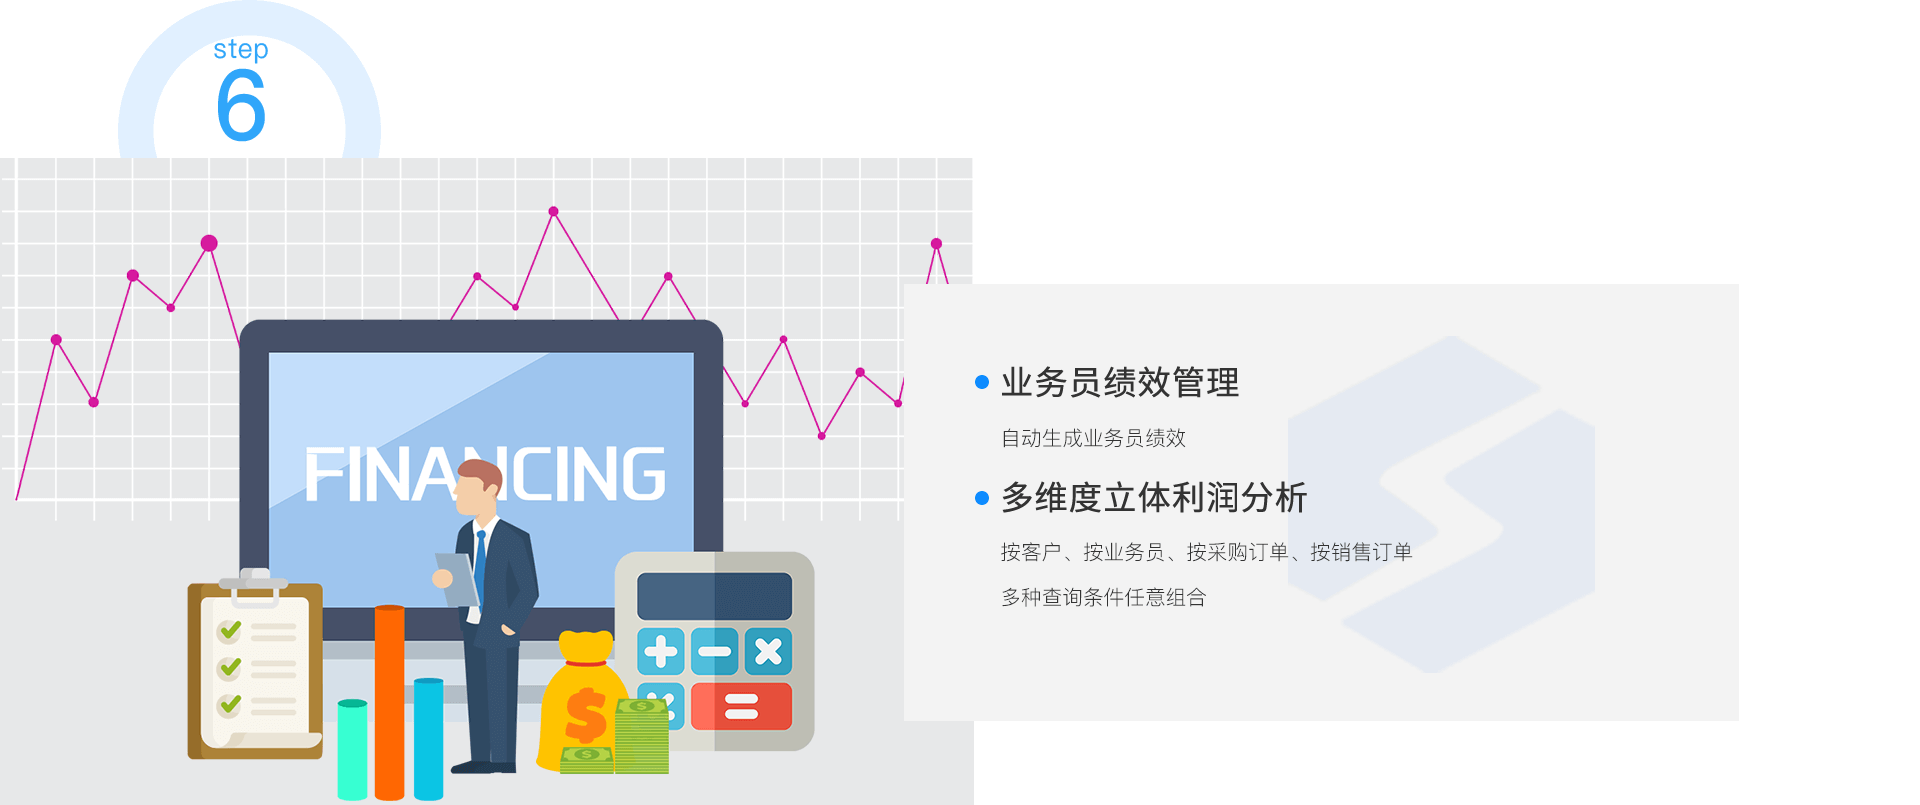 step
6
FINANCING
业务员绩效管理
自动生成业务员绩效
多维度立体利润分析
按客户、按业务员、按采购订单、按销售订单
多种查询条件任意组合